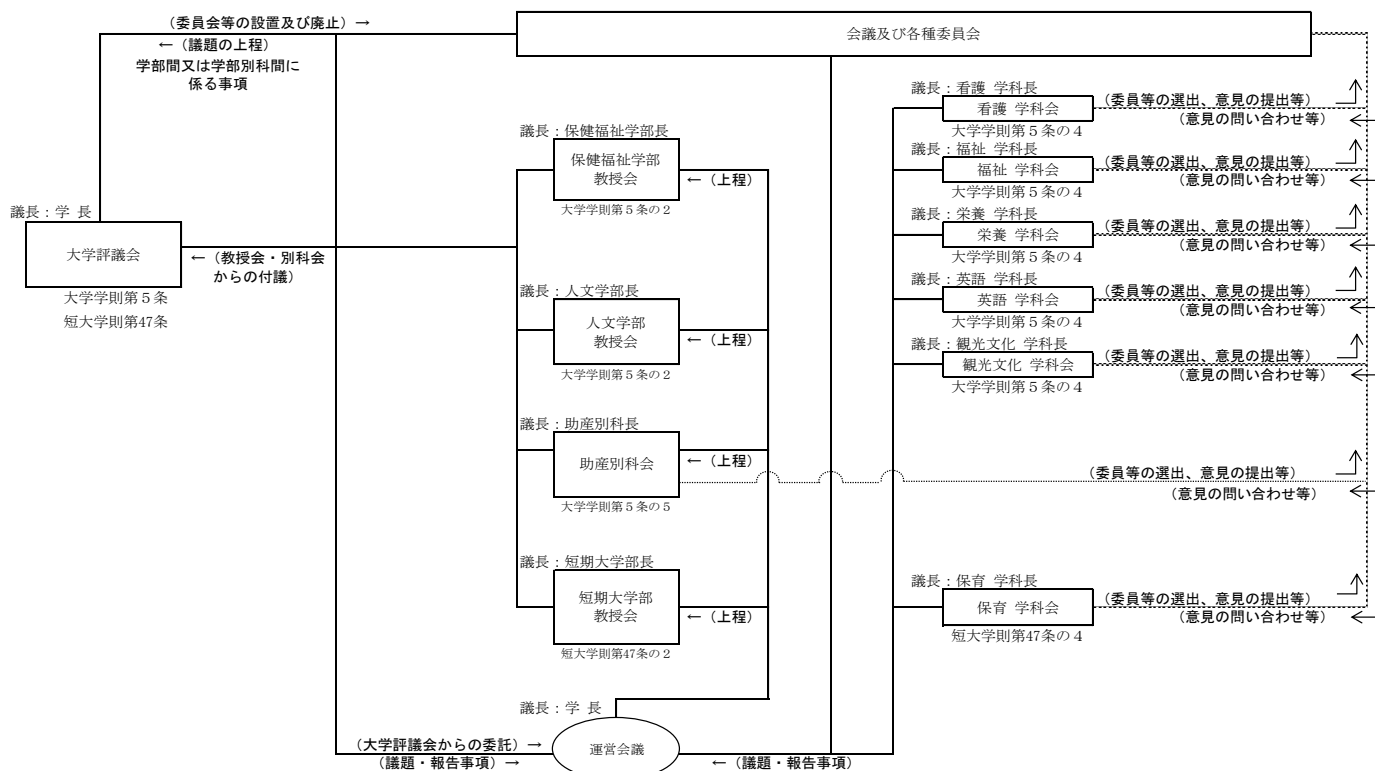 （委員会等の設置及び廃止）→
←（議題の上程）
学部間又は学部別科間に
係る事項
会議及び各種委員会
議長：学 長
大学評議会
大学学則第５条
短大学則第47条
←（教授会・別科会
からの付議）
議長：保健福祉学部長
保健福祉学部
教授会
大学学則第５条の２
←（上程）
議長：人文学部長
人文学部
教授会
大学学則第５条の２
←（上程）
議長：助産別科長
助産別科会
大学学則第５条の５
←（上程）
議長：短期大学部長
短期大学部
教授会
短大学則第47条の２
←（上程）
議長：看護 学科長
看護 学科会
大学学則第５条の４
（委員等の選出、意見の提出等）
（意見の問い合わせ等）
議長：福祉 学科長
福祉 学科会
大学学則第５条の４
（委員等の選出、意見の提出等）
（意見の問い合わせ等）
議長：栄養 学科長
栄養 学科会
大学学則第５条の４
（委員等の選出、意見の提出等）
（意見の問い合わせ等）
議長：英語 学科長
英語 学科会
大学学則第５条の４
（委員等の選出、意見の提出等）
（意見の問い合わせ等）
議長：観光文化 学科長
観光文化 学科会
大学学則第５条の４
（委員等の選出、意見の提出等）
（意見の問い合わせ等）
（委員等の選出、意見の提出等）
（意見の問い合わせ等）
議長：保育 学科長
保育 学科会
短大学則第47条の４
（委員等の選出、意見の提出等）
（意見の問い合わせ等）
議長：学 長
運営会議
（大学評議会からの委託）→
（議題・報告事項）→
←（議題・報告事項）